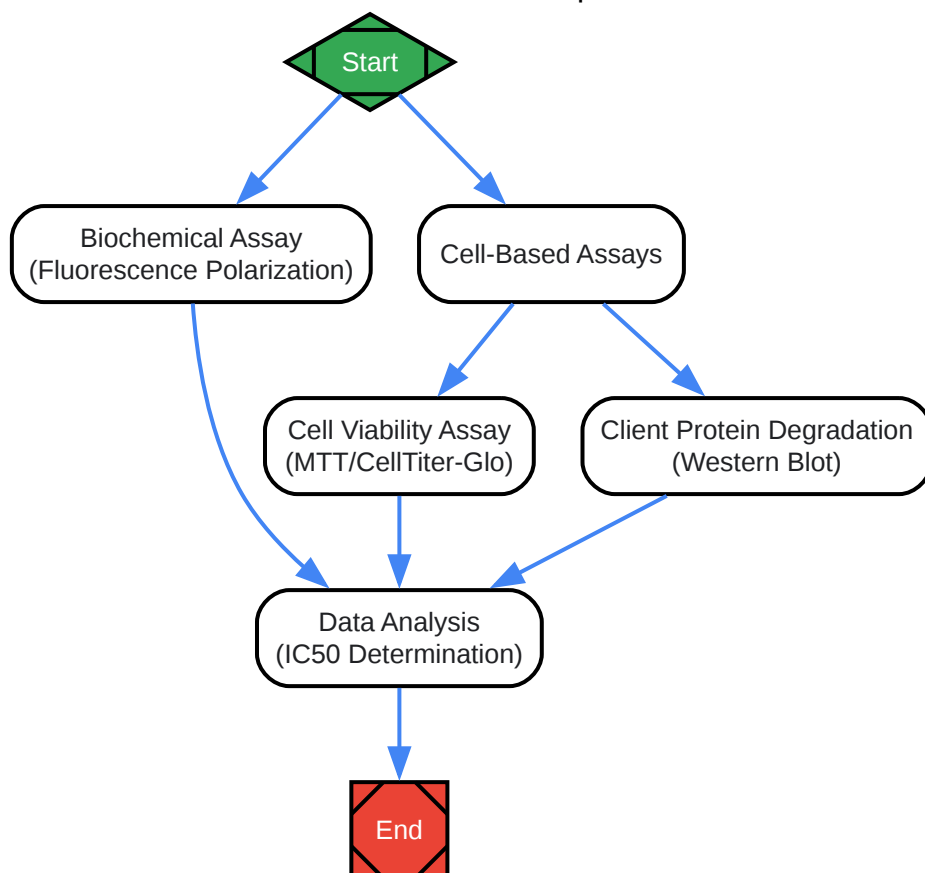 Start
Biochemical Assay
(Fluorescence Polarization)
Cell-Based Assays
Cell Viability Assay
(MTT/CellTiter-Glo)
Client Protein Degradation
(Western Blot)
Data Analysis
(IC50 Determination)
End